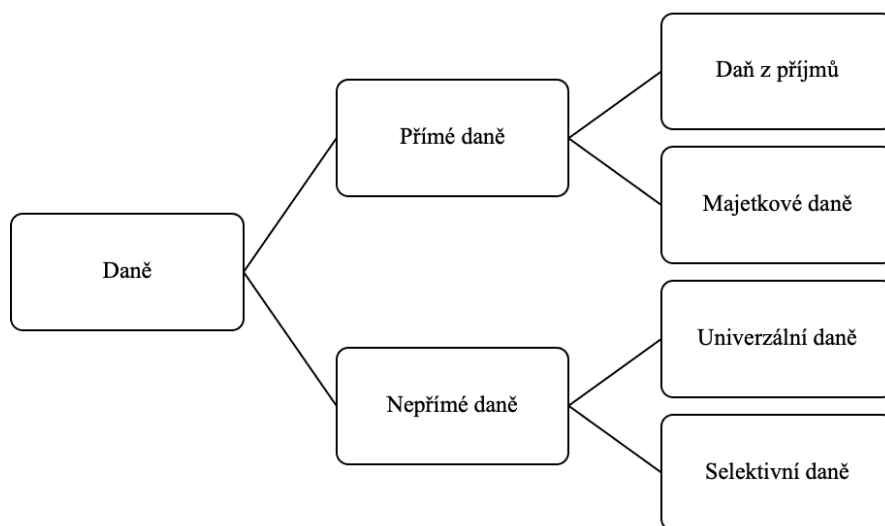 Daně
Přímé daně
Daň z příjmů
Majetkové daně
Nepřímé daně
Univerzální daně
Selektivní daně